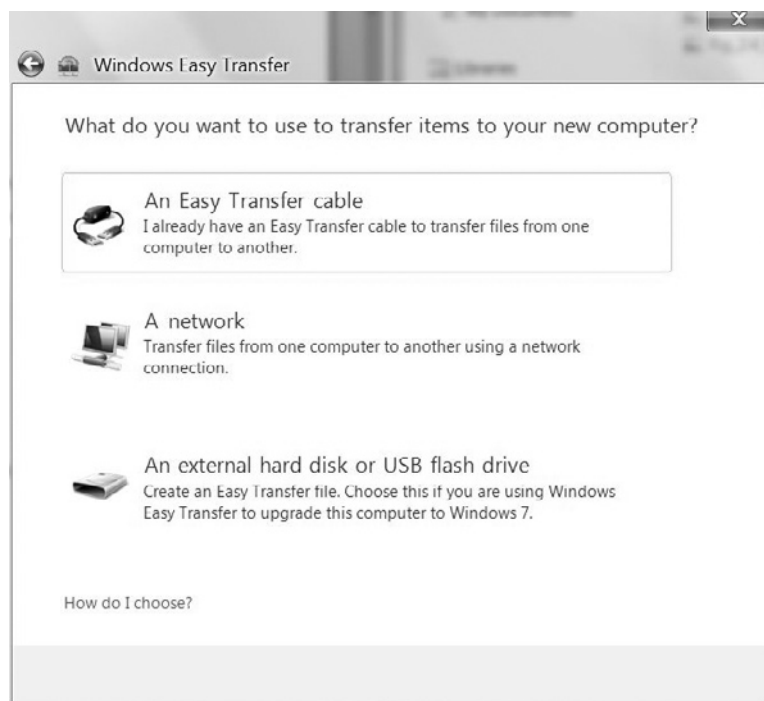 X
Windows Easy Transfer
What do you want to use to transfer items to your new computer?
An Easy Transfer cable
I already have an Easy Transfer cable to transfer files from one
computer to another.
A network
Transfer files from one computer to another using a network
connection.
An external hard disk or USB flash drive
Create an Easy Transfer file. Choose this if you are using Windows
Easy Transfer to upgrade this computer to Windows 7.
How do I choose?